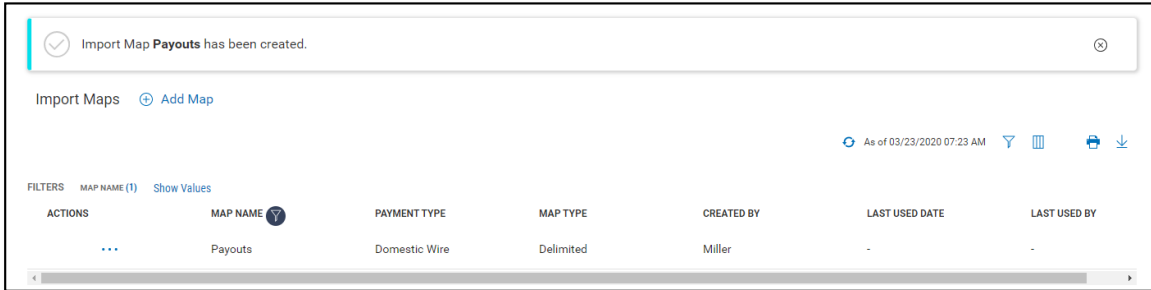 Import Map Payouts has been created.
Import Maps Add Map
As of 03/23/2020 07:23 AM
FILTERS MAP NAME (1) Show Values
ACTIONS MAP NAME PAYMENT TYPE MAP TYPE CREATED BY LAST USED DATE LAST USED BY
... Payouts Domestic Wire Delimited Miller - -